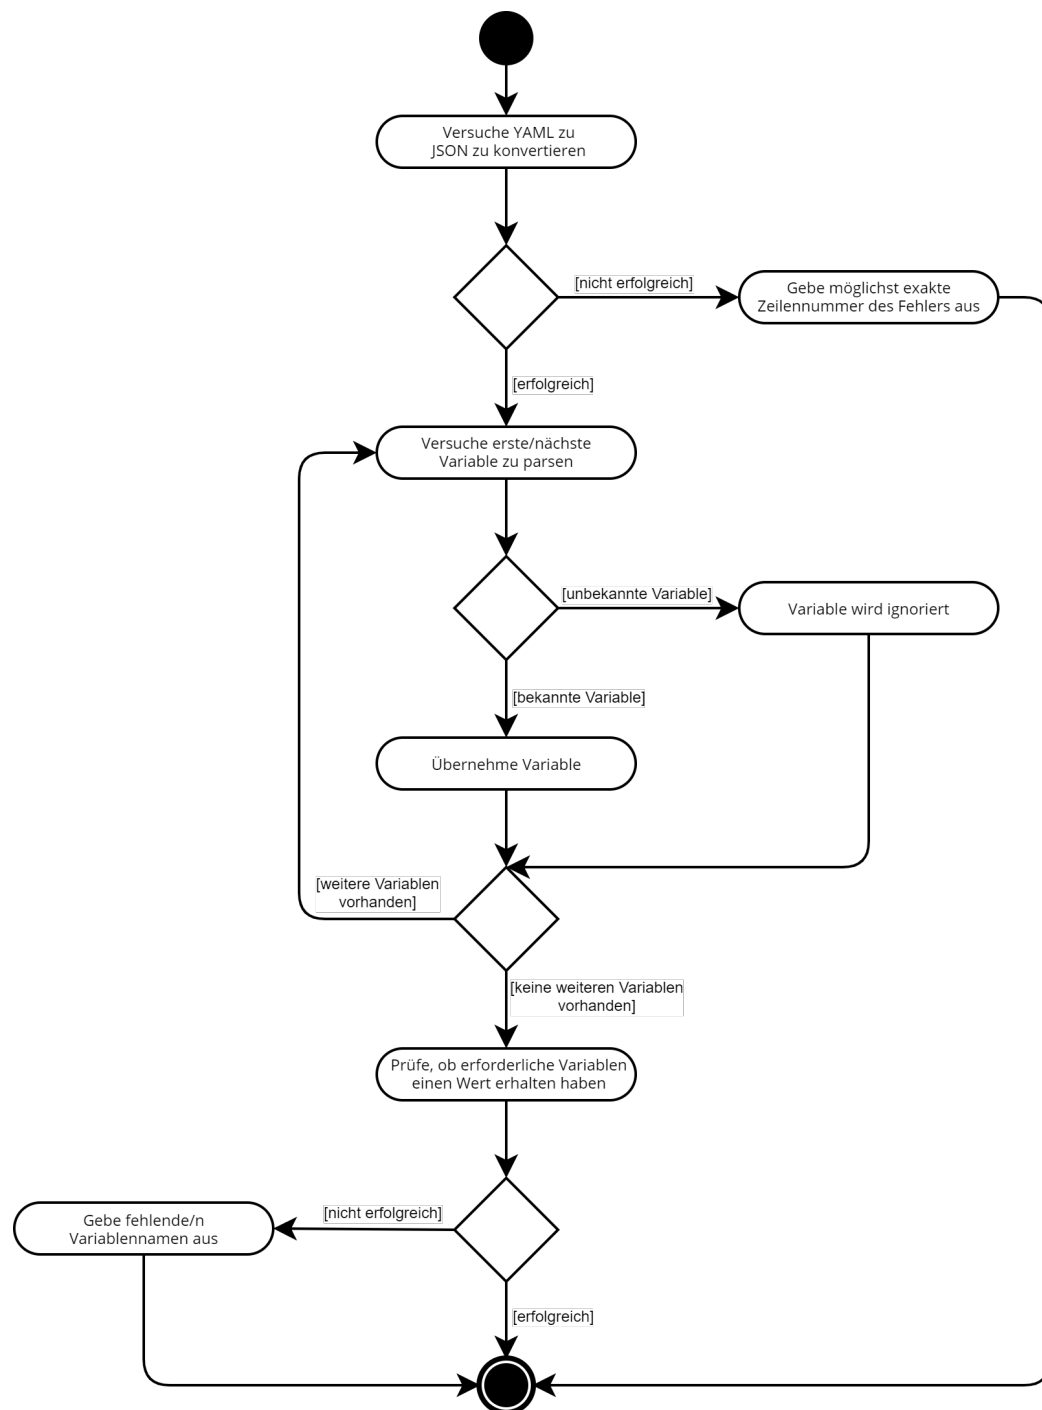 Versuche YAML zu
JSON zu konvertieren
[nicht erfolgreich]
Gebe möglichst exakte
Zeilennummer des Fehlers aus
[erfolgreich]
Versuche erste/nächste
Variable zu parsen
[unbekannte Variable]
Variable wird ignoriert
[bekannte Variable]
Übernehme Variable
[weitere Variablen
vorhanden]
[keine weiteren Variablen
vorhanden]
Prüfe, ob erforderliche Variablen
einen Wert erhalten haben
[nicht erfolgreich]
Gebe fehlende/n
Variablennamen aus
[erfolgreich]